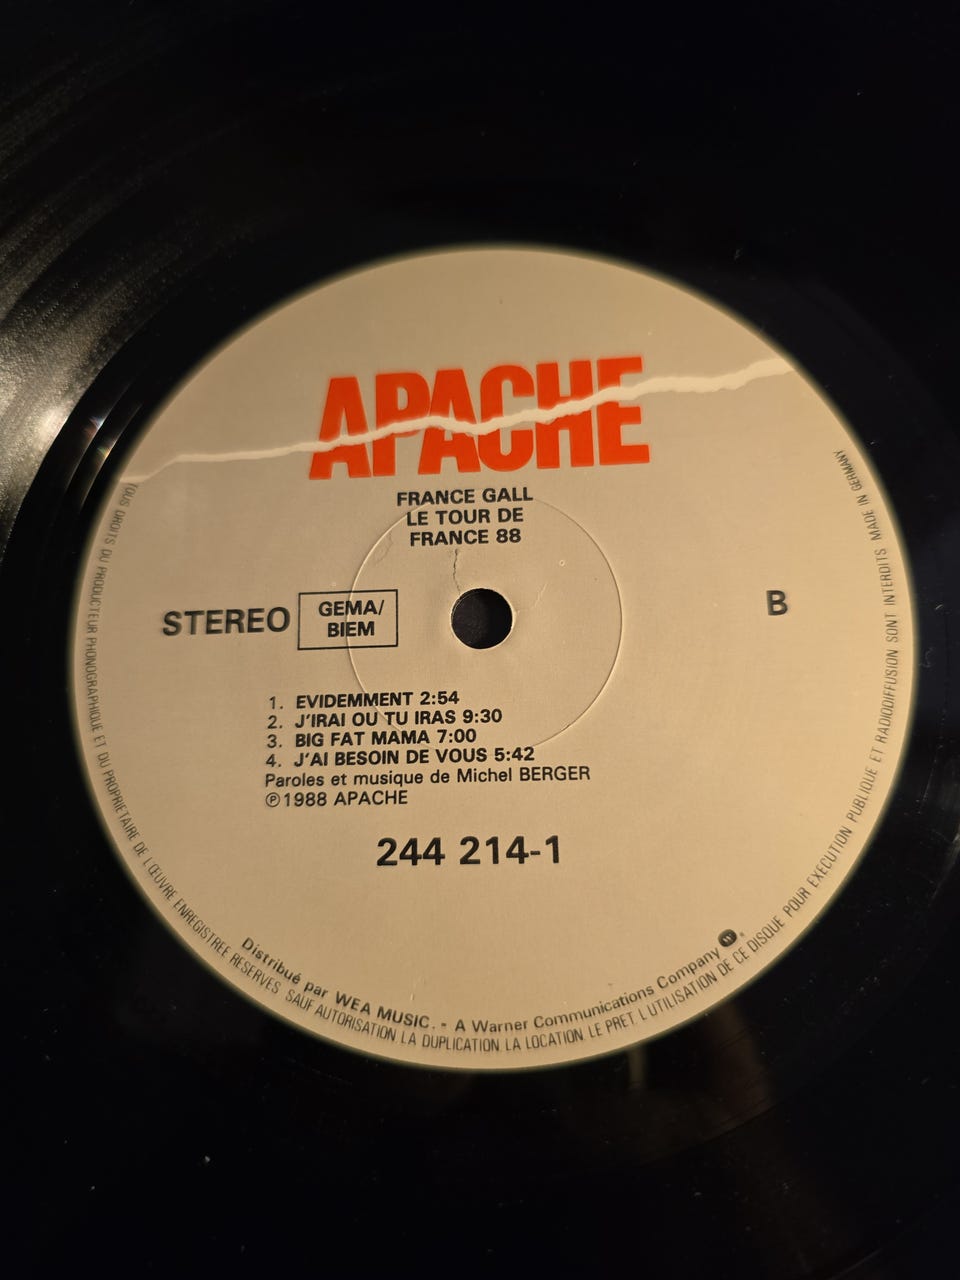 APACHE
FRANCE GALL
LE TOUR DE
FRANCE 88
STEREO
GEMA/
BIEM
B
1. EVIDEMMENT 2:54
2. J'IRAI OU TU IRAS 9:30
3. BIG FAT MAMA 7:00
4. J'AI BESOIN DE VOUS 5:42
Paroles et musique de Michel BERGER
℗1988 APACHE
244 214-1
Distribué par WEA MUSIC. - A Warner Communications Company
TOUS DROITS DU PRODUCTEUR PHONOGRAPHIQUE ET DU PROPRIETAIRE DE L'ŒUVRE ENREGISTREE RESERVES SAUF AUTORISATION LA DUPLICATION LA LOCATION LE PRET L'UTILISATION DE CE DISQUE POUR EXECUTION PUBLIQUE ET RADIODIFFUSION SONT INTERDITS MADE IN GERMANY